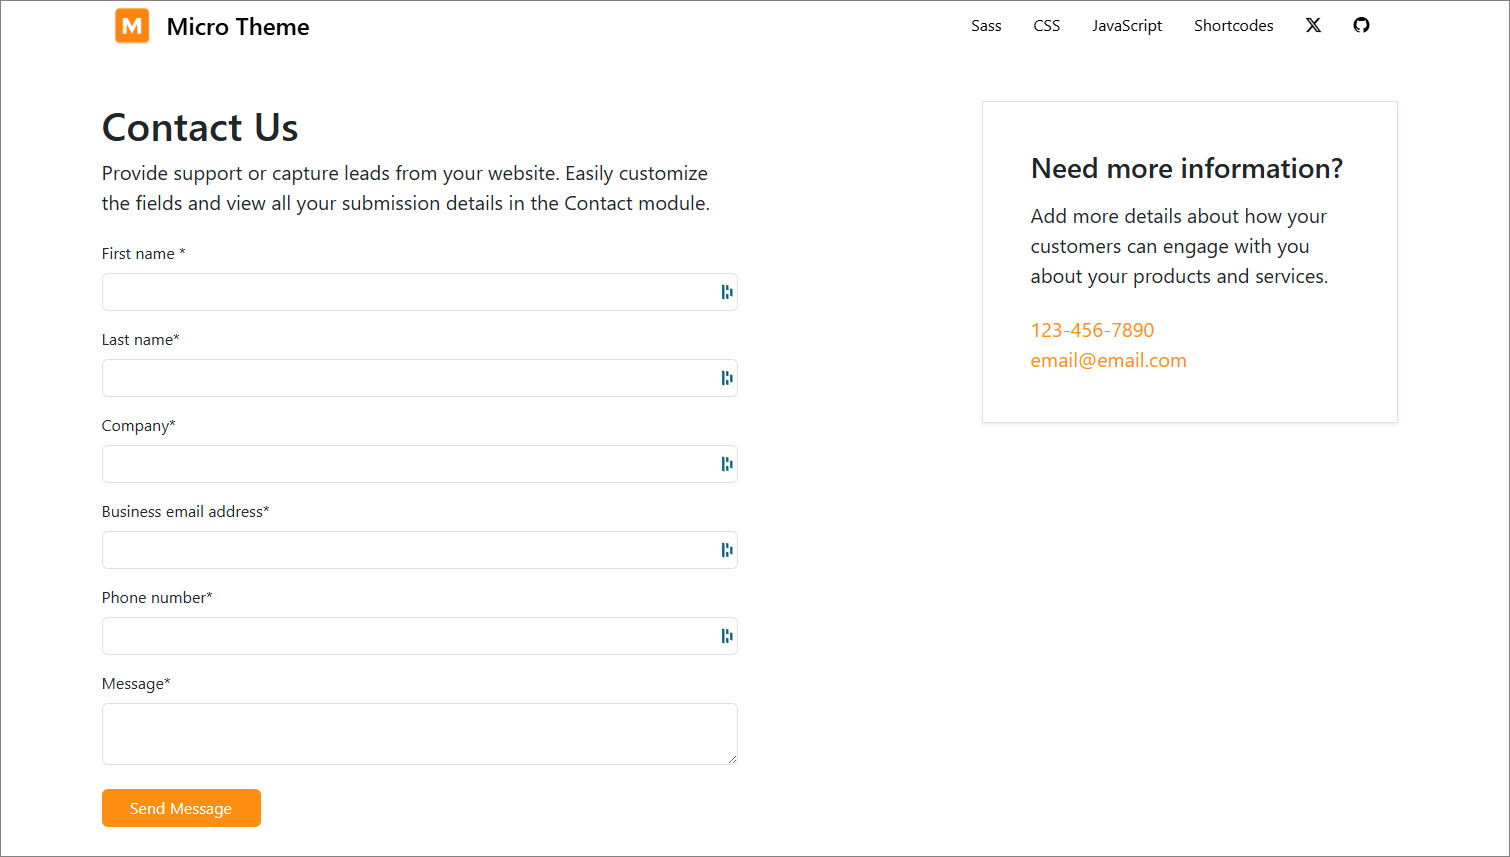 M Micro Theme
Sass CSS JavaScript Shortcodes
Contact Us
Provide support or capture leads from your website. Easily customize
the fields and view all your submission details in the Contact module.
First name *
Last name*
Company*
Business email address*
Phone number*
Message*
Send Message
Need more information?
Add more details about how your
customers can engage with you
about your products and services.
123-456-7890
email@email.com